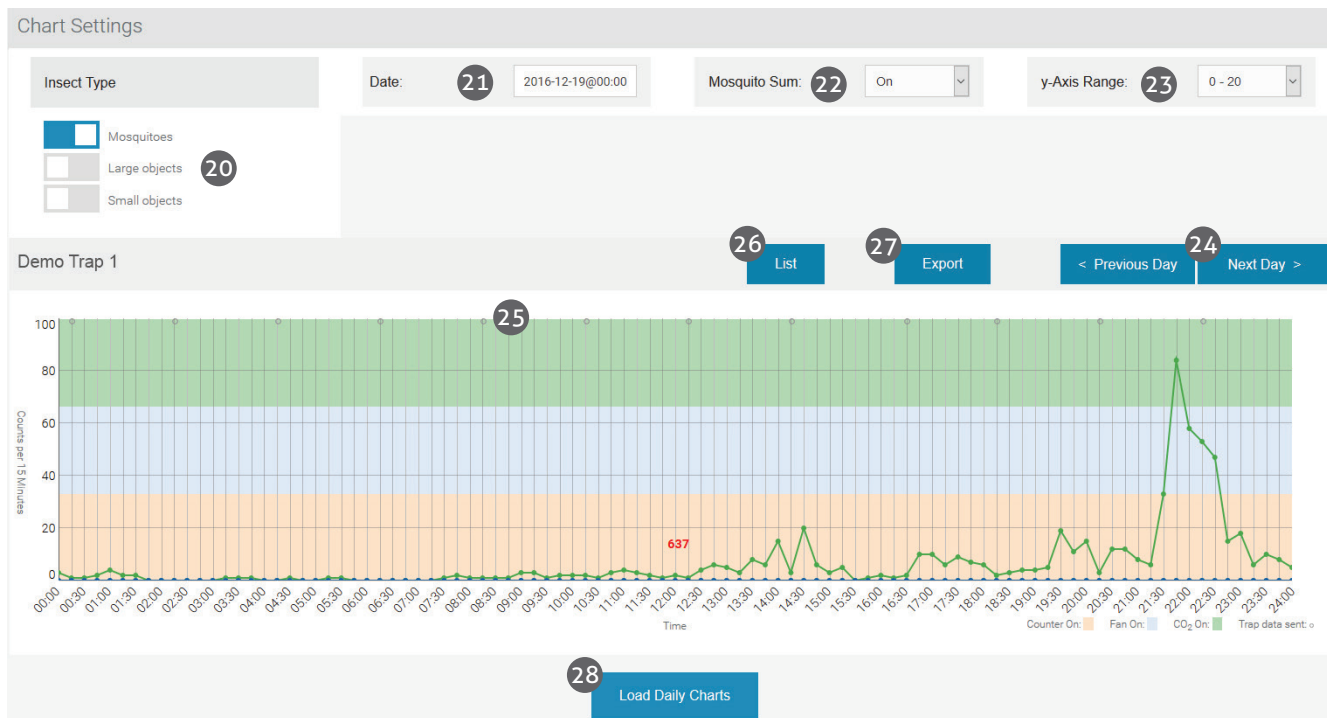 Chart Settings
Insect Type
Date: 21 2016-12-19@00:00
Mosquito Sum: 22 On
y-Axis Range: 23 0 - 20
Mosquitoes
Large objects 20
Small objects
Demo Trap 1
26 List
27 Export
24
< Previous Day
Next Day >
25
100
80
60
40
20
0
Counts per 15 Minutes
637
00:00 00:30 01:00 01:30 02:00 02:30 03:00 03:30 04:00 04:30 05:00 05:30 06:00 06:30 07:00 07:30 08:00 08:30 09:00 09:30 10:00 10:30 11:00 11:30 12:00 12:30 13:00 13:30 14:00 14:30 15:00 15:30 16:00 16:30 17:00 17:30 18:00 18:30 19:00 19:30 20:00 20:30 21:00 21:30 22:00 22:30 23:00 23:30 24:00
Time
Counter On: Fan On: CO₂ On: Trap data sent: o
28
Load Daily Charts